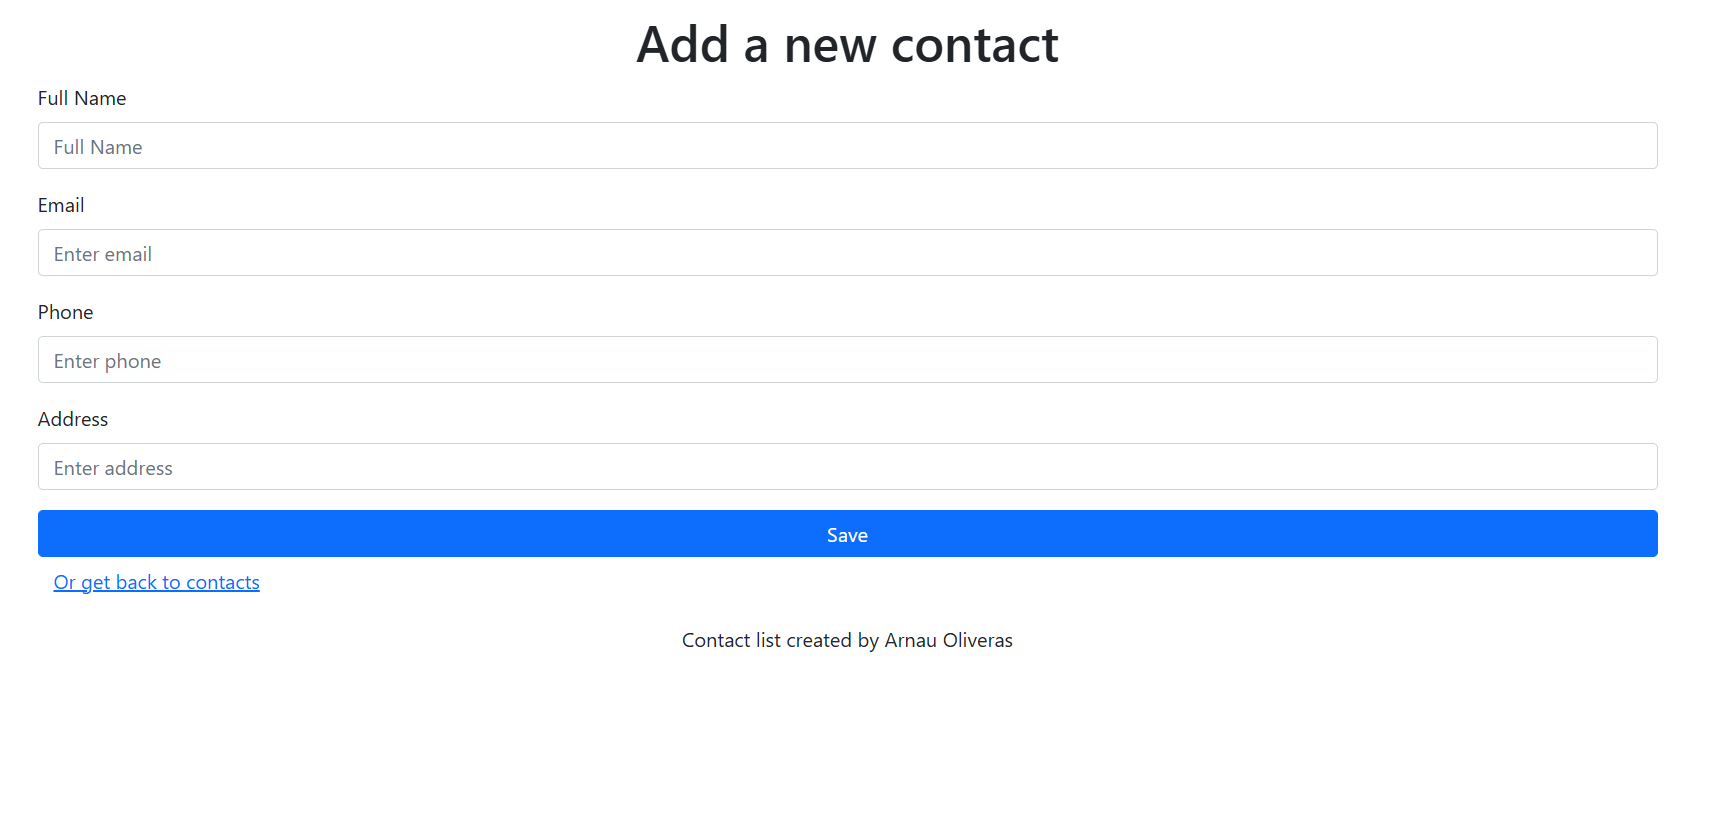 Add a new contact
Full Name
Full Name
Email
Enter email
Phone
Enter phone
Address
Enter address
Save
Or get back to contacts
Contact list created by Arnau Oliveras